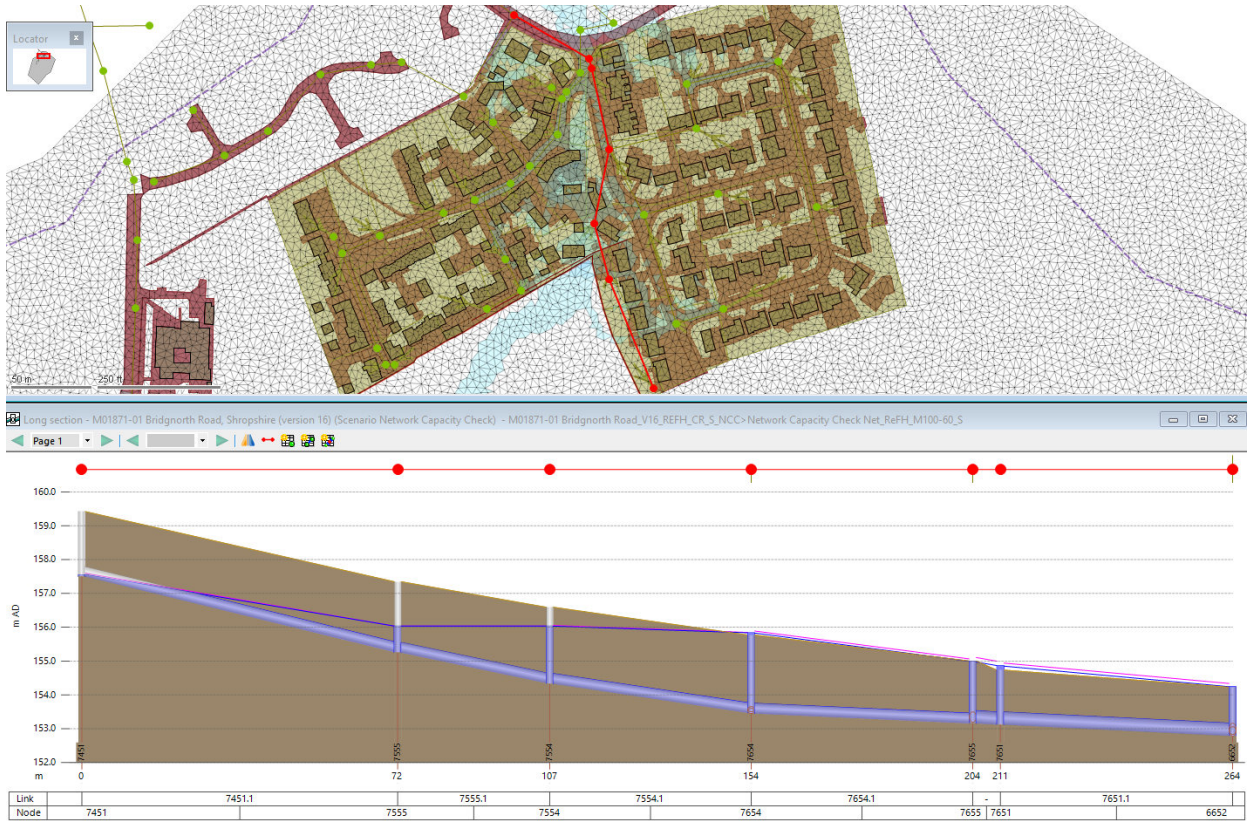 Locator
50 m
250 ft
Long section - M01871-01 Bridgnorth Road, Shropshire (version 16) (Scenario Network Capacity Check) - M01871-01 Bridgnorth Road_V16_REFH_CR_S_NCC>Network Capacity Check Net_ReFH_M100-60_S
Page 1
160.0
159.0
158.0
157.0
156.0
155.0
154.0
153.0
152.0
m AD
7451
7555
7554
7654
7655
7651
6652
m 0 72 107 154 204 211 264
Link 7451.1 7555.1 7554.1 7654.1 - 7651.1
Node 7451 7555 7554 7654 7655 7651 6652